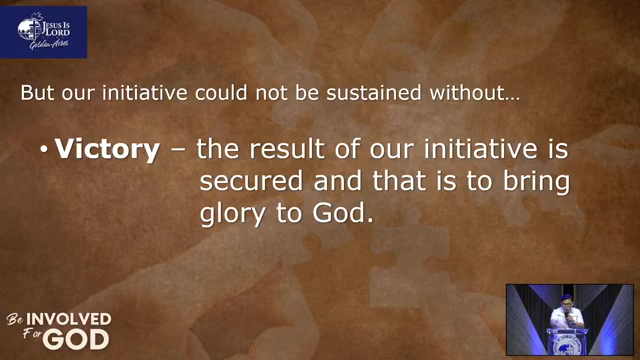 JESUS IS
LORD
Golden Acres
But our initiative could not be sustained without…
• Victory – the result of our initiative is
secured and that is to bring
glory to God.
Be INVOLVED
For GOD